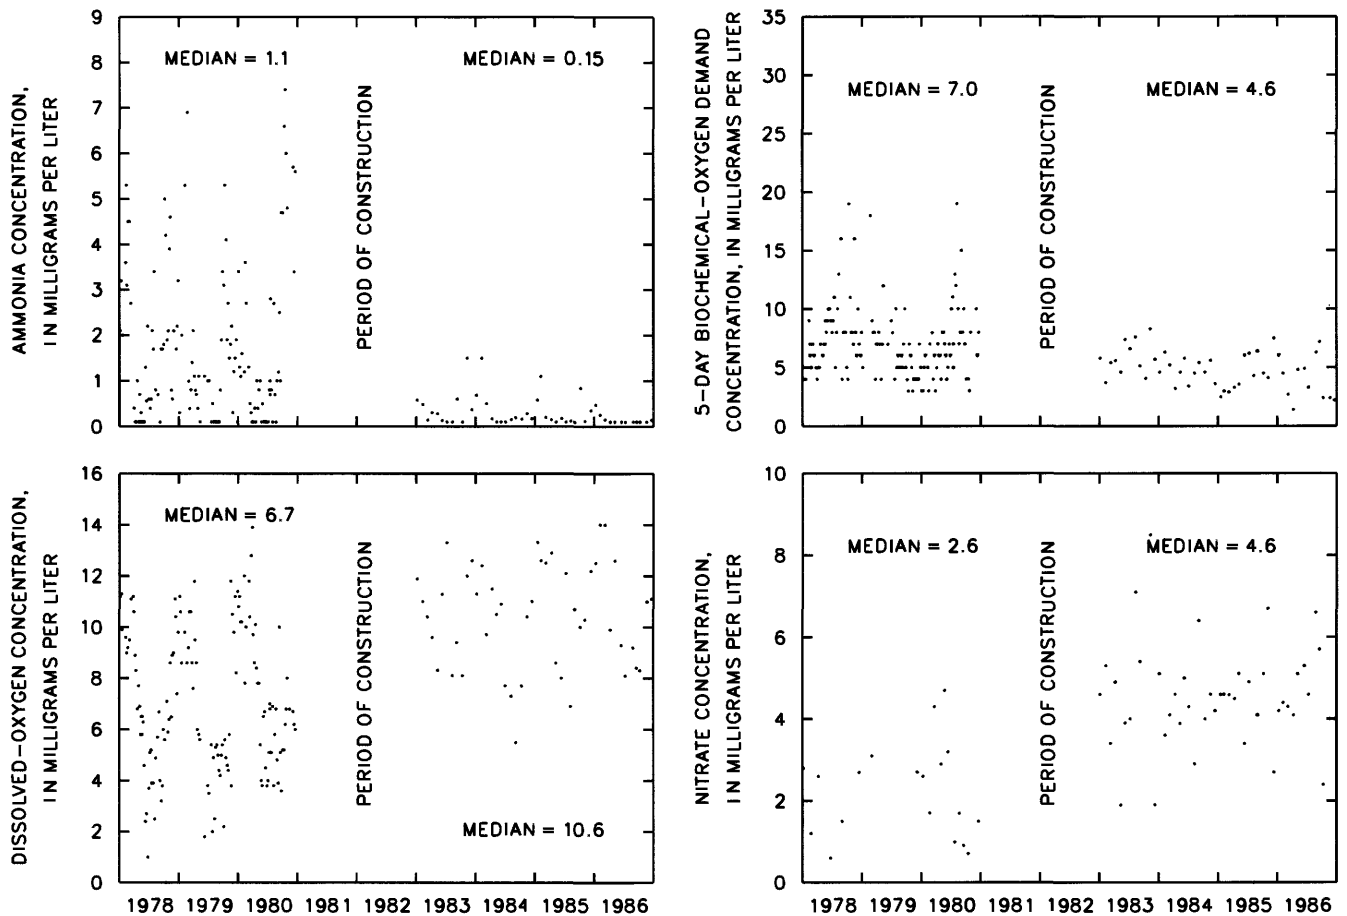 AMMONIA CONCENTRATION,
IN MILLIGRAMS PER LITER
9
8
7
6
5
4
3
2
1
0
MEDIAN = 1.1
PERIOD OF CONSTRUCTION
MEDIAN = 0.15
5-DAY BIOCHEMICAL-OXYGEN DEMAND
CONCENTRATION, IN MILLIGRAMS PER LITER
35
30
25
20
15
10
5
0
MEDIAN = 7.0
PERIOD OF CONSTRUCTION
MEDIAN = 4.6
DISSOLVED-OXYGEN CONCENTRATION,
IN MILLIGRAMS PER LITER
16
14
12
10
8
6
4
2
0
MEDIAN = 6.7
PERIOD OF CONSTRUCTION
MEDIAN = 10.6
1978 1979 1980 1981 1982 1983 1984 1985 1986
NITRATE CONCENTRATION,
IN MILLIGRAMS PER LITER
10
8
6
4
2
0
MEDIAN = 2.6
PERIOD OF CONSTRUCTION
MEDIAN = 4.6
1978 1979 1980 1981 1982 1983 1984 1985 1986